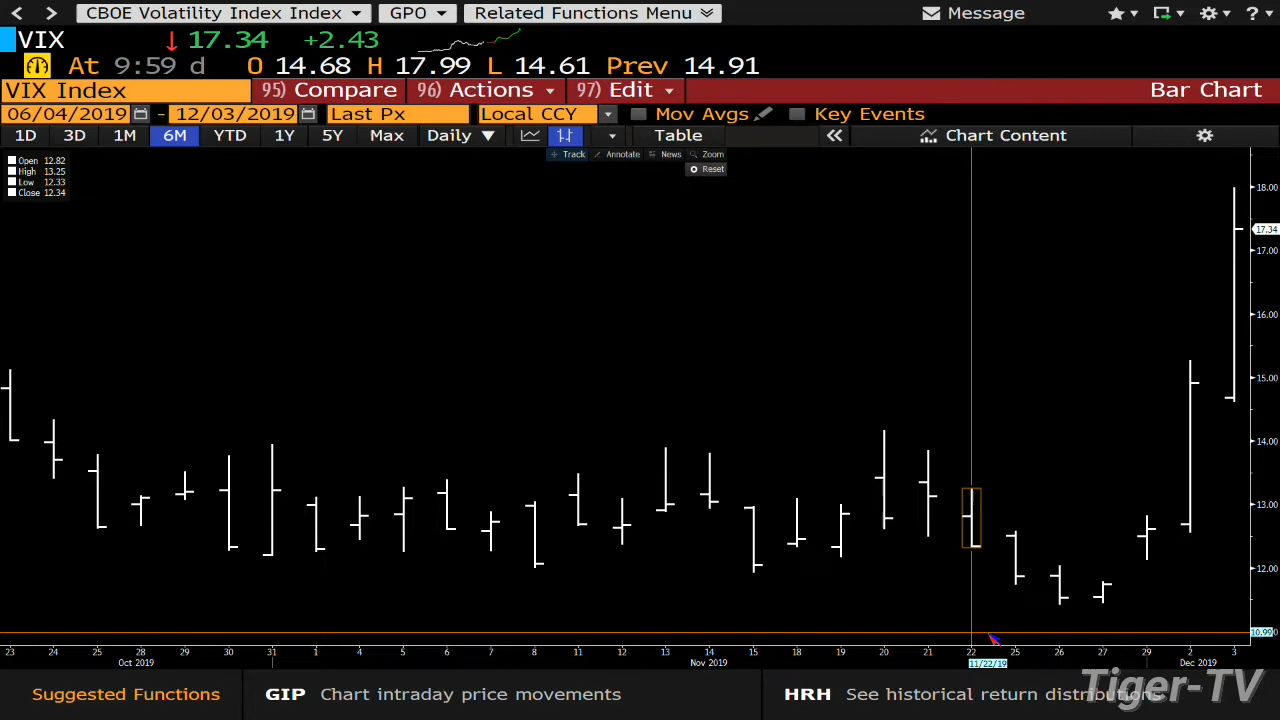 CBOE Volatility Index Index GPO Related Functions Menu Message ?
VIX 17.34 +2.43
At 9:59 d O 14.68 H 17.99 L 14.61 Prev 14.91
VIX Index 95) Compare 96) Actions 97) Edit Bar Chart
06/04/2019 - 12/03/2019 Last Px Local CCY Mov Avgs Key Events
1D 3D 1M 6M YTD 1Y 5Y Max Daily Table Chart Content
Track Annotate News Zoom
Reset
Open 12.82
High 13.25
Low 12.33
Close 12.34
18.00
17.34
17.00
16.00
15.00
14.00
13.00
12.00
10.99
23 24 25 28 29 30 31 1 4 5 6 7 8 11 12 13 14 15 18 19 20 21 22 25 26 27 29 2 3
Oct 2019 Nov 2019 11/22/19 Dec 2019
Suggested Functions GIP Chart intraday price movements HRH See historical return distributions
Tiger-TV